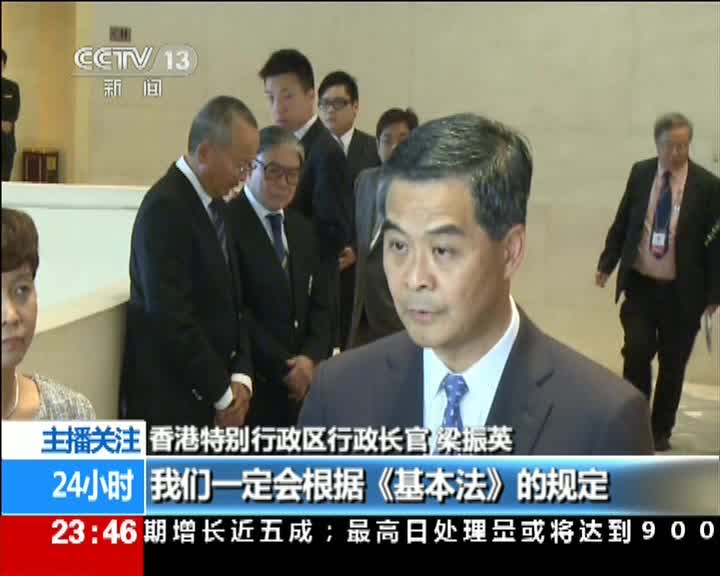 CCTV 13
新闻
主播关注
香港特别行政区行政长官 梁振英
24小时
我们一定会根据《基本法》的规定
23:46
期增长近五成；最高日处理量或将达到900